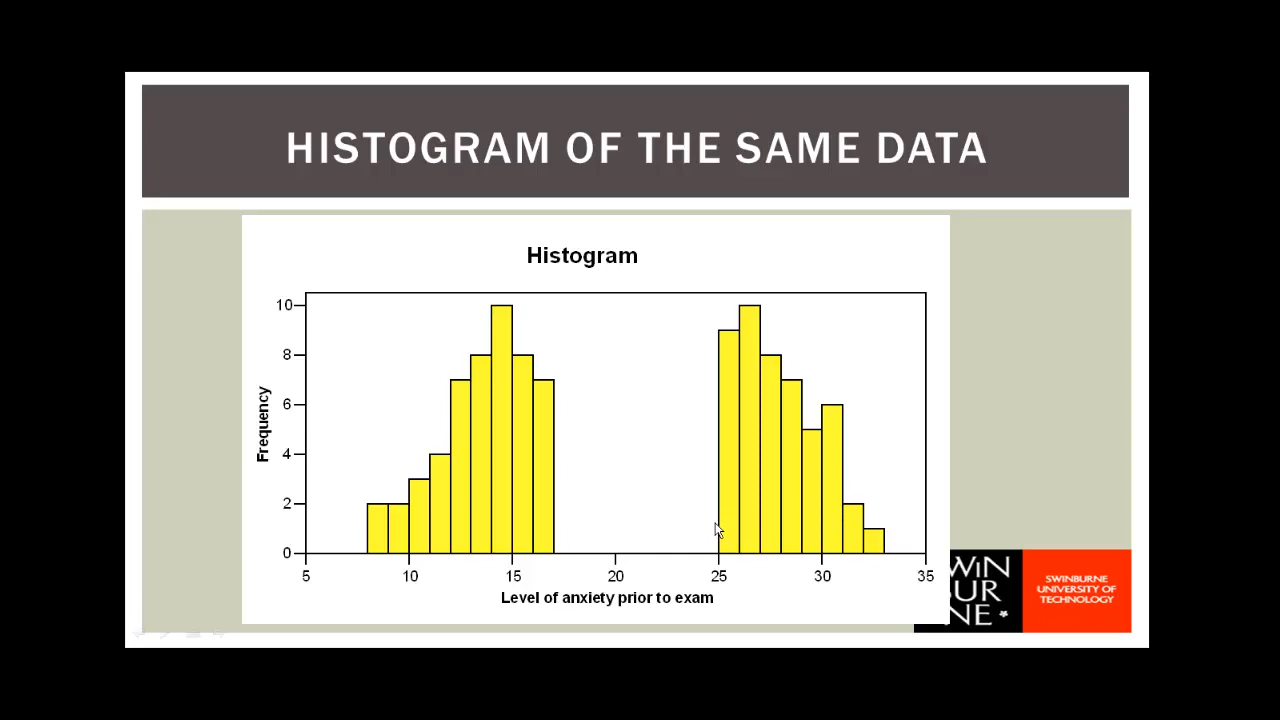 HISTOGRAM OF THE SAME DATA
Histogram
10
8
6
4
2
0
Frequency
5 10 15 20 25 30 35
Level of anxiety prior to exam
SWINBURNE
UNIVERSITY OF
TECHNOLOGY